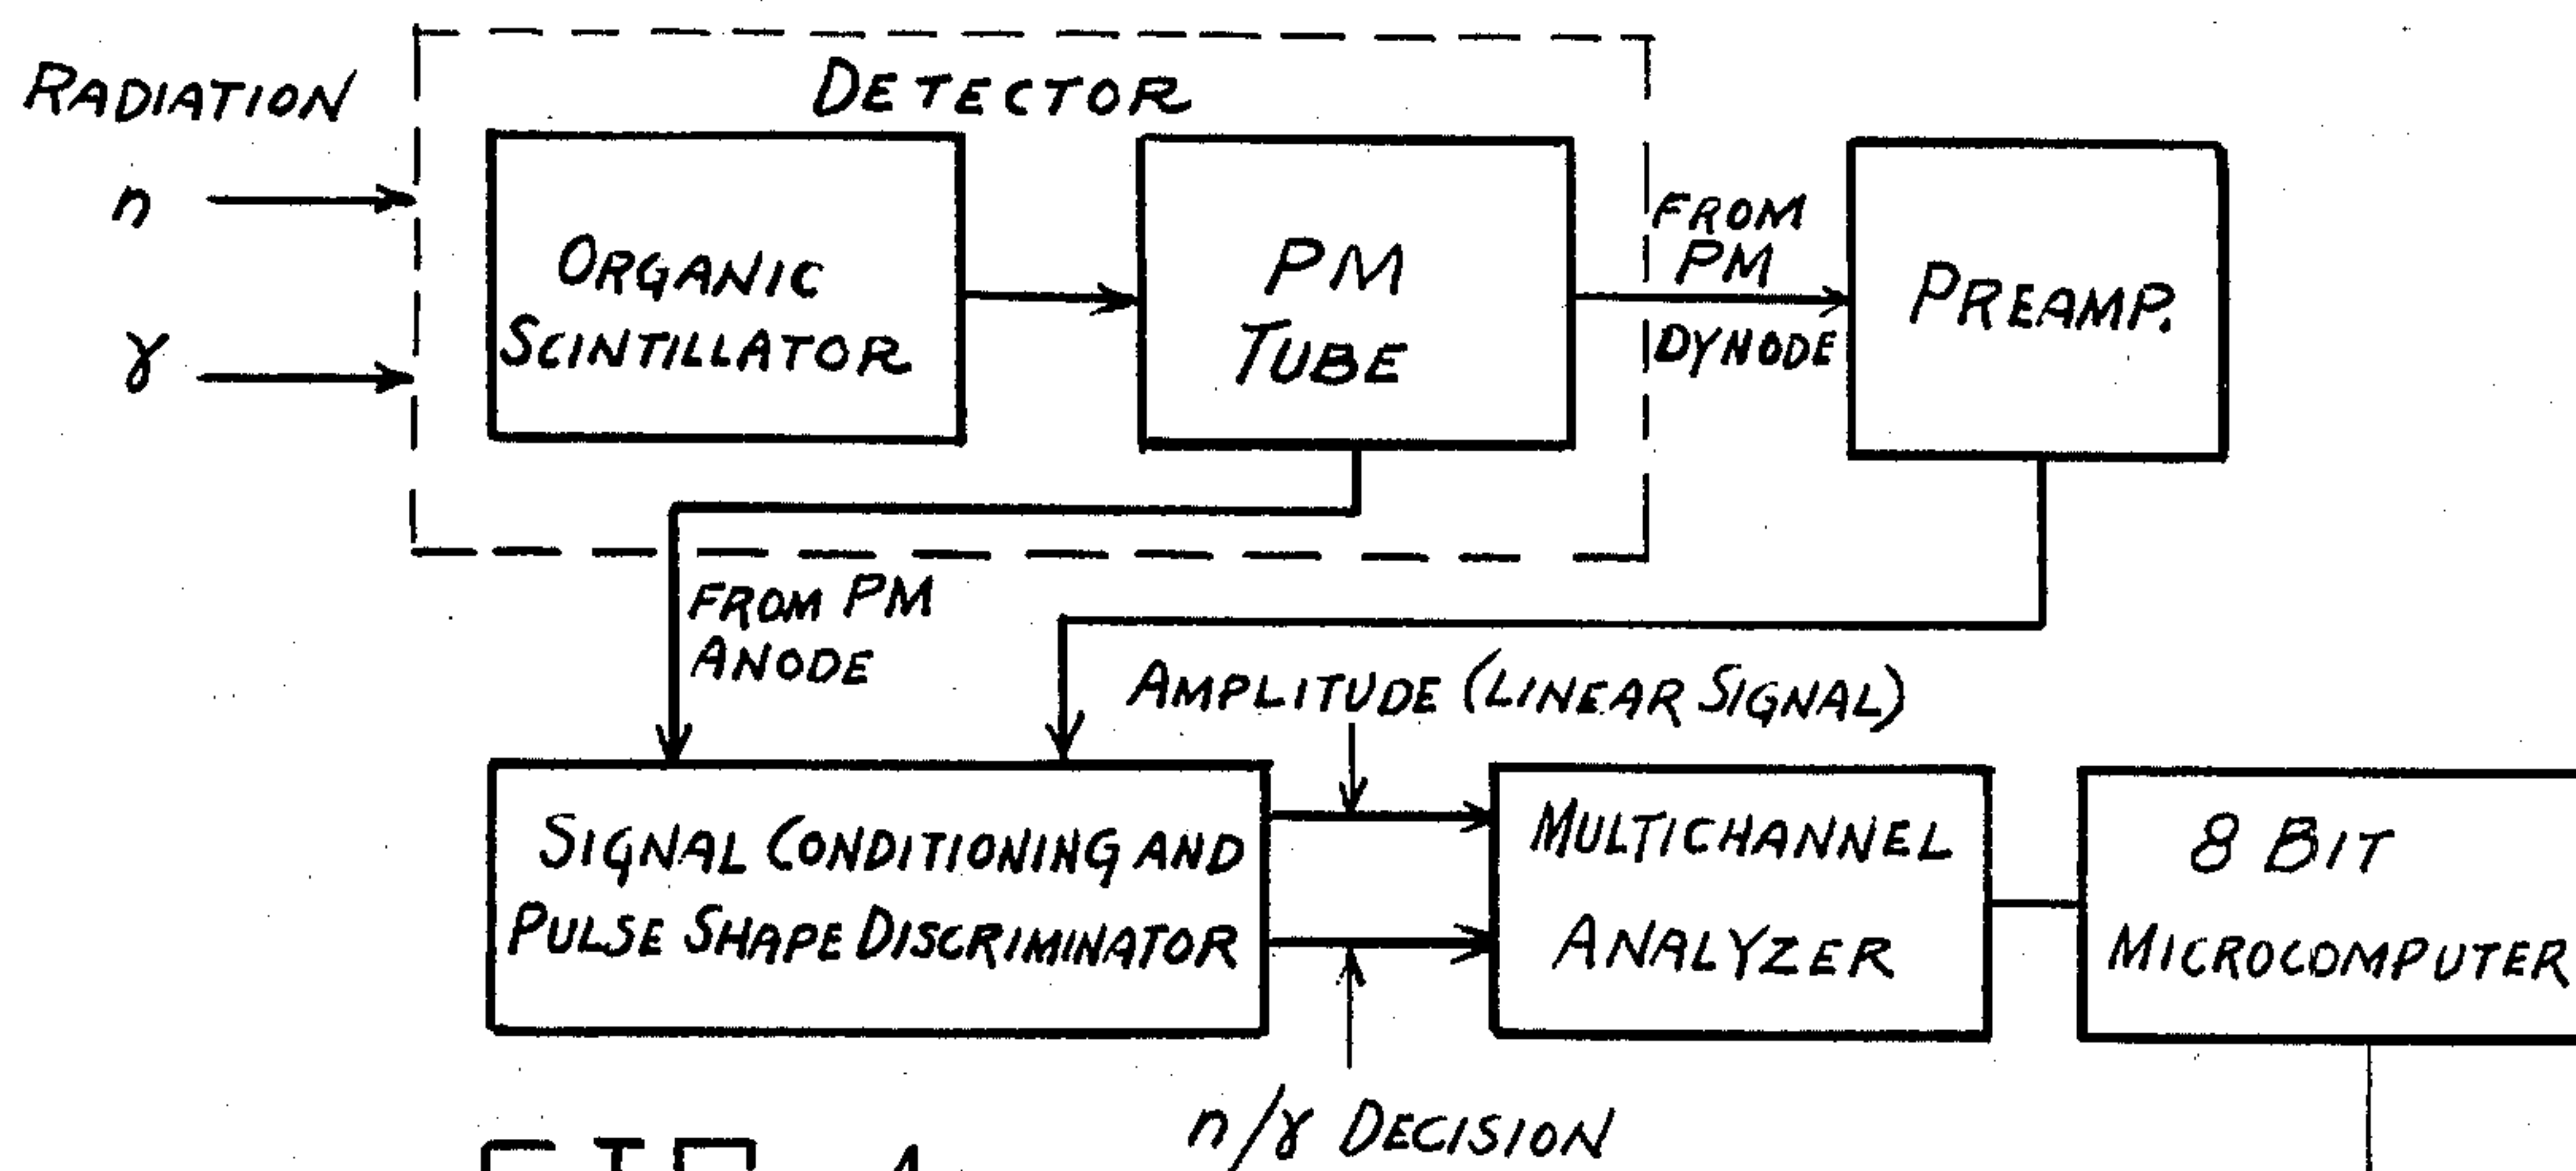 RADIATION
n
γ
DETECTOR
ORGANIC
SCINTILLATOR
PM
TUBE
FROM
PM
DYNODE
PREAMP.
FROM PM
ANODE
AMPLITUDE (LINEAR SIGNAL)
SIGNAL CONDITIONING AND
PULSE SHAPE DISCRIMINATOR
MULTICHANNEL
ANALYZER
8 BIT
MICROCOMPUTER
n/γ DECISION